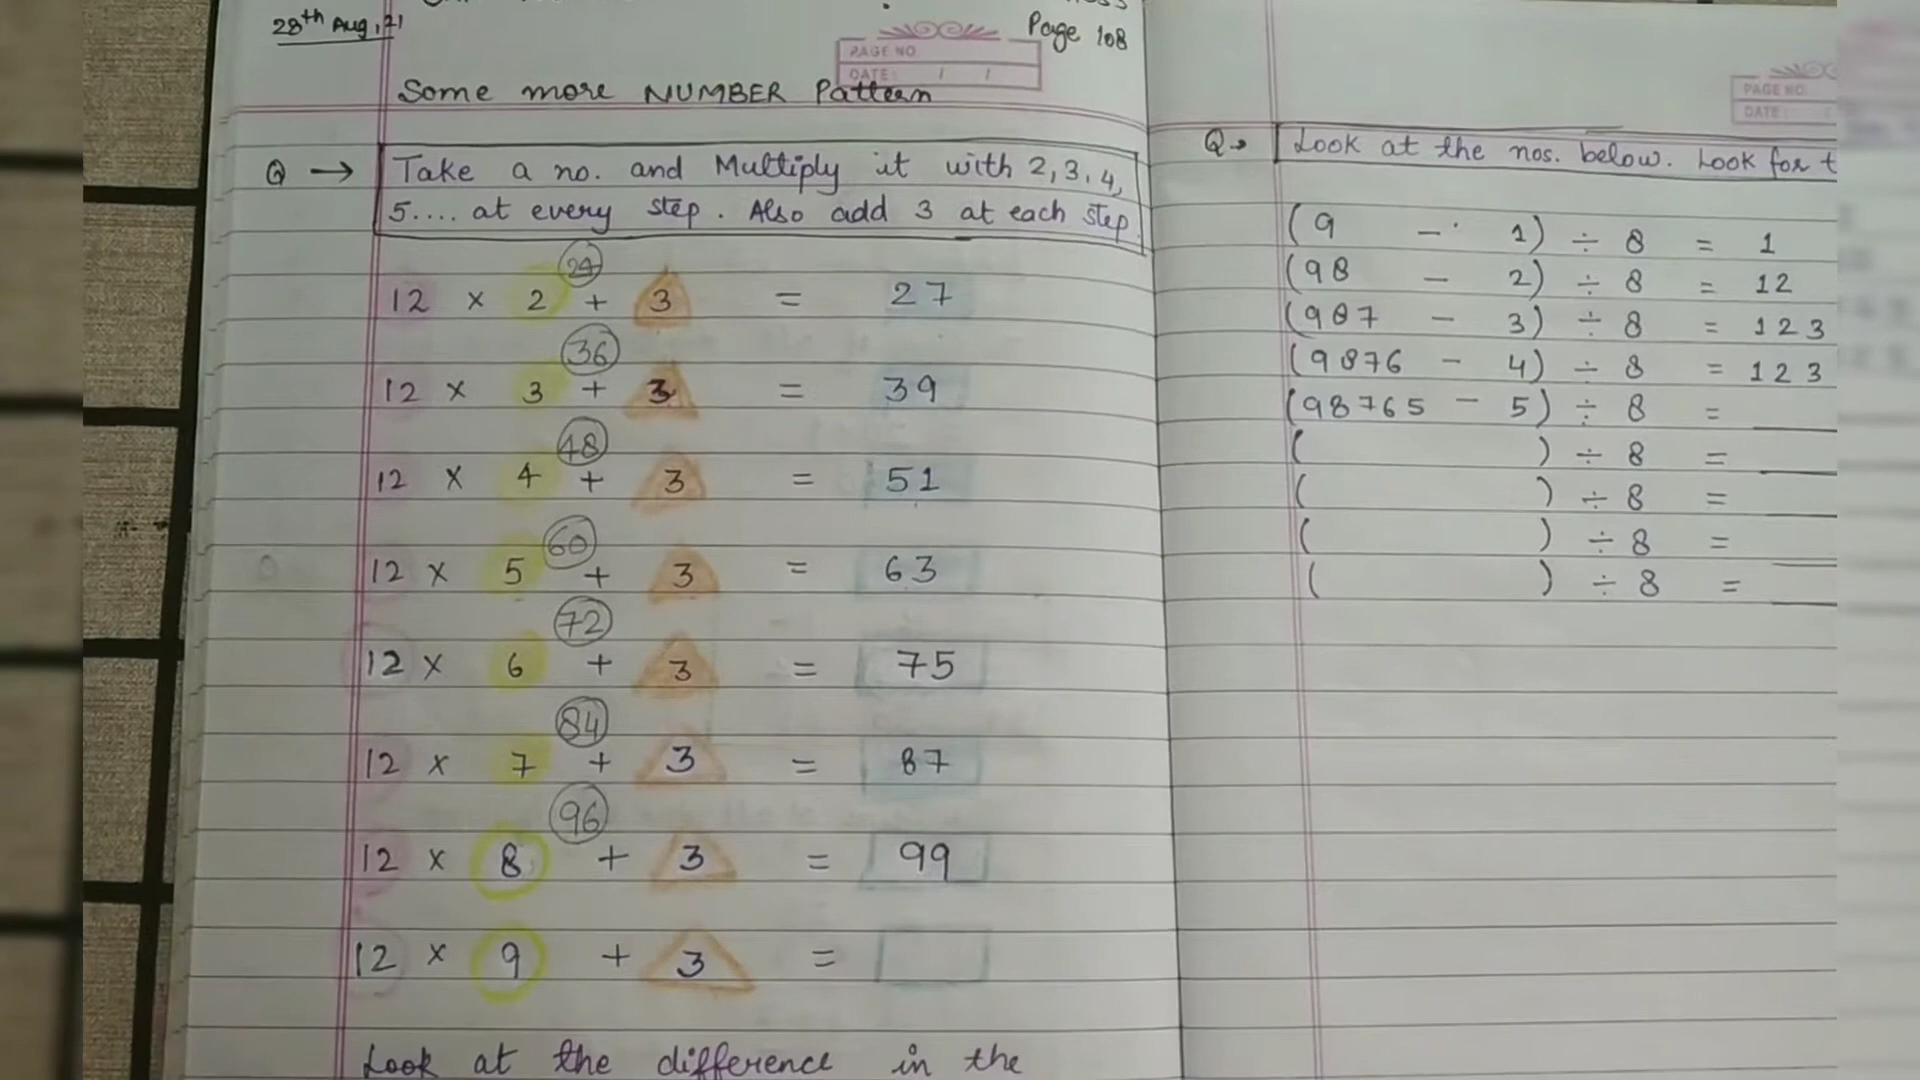 28th Aug, 21
Page 108
PAGE NO
DATE: / /
Some more NUMBER Pattern
Q → Take a no. and Multiply it with 2, 3, 4,
5.... at every step. Also add 3 at each step
24
12 × 2 + 3 = 27
36
12 × 3 + 3 = 39
48
12 × 4 + 3 = 51
60
12 × 5 + 3 = 63
72
12 × 6 + 3 = 75
84
12 × 7 + 3 = 87
96
12 × 8 + 3 = 99
12 × 9 + 3 =
Look at the difference in the
PAGE NO.
DATE:
Q → Look at the nos. below. Look for
(9 - 1) ÷ 8 = 1
(98 - 2) ÷ 8 = 12
(987 - 3) ÷ 8 = 123
(9876 - 4) ÷ 8 = 123
(98765 - 5) ÷ 8 =
( ) ÷ 8 =
( ) ÷ 8 =
( ) ÷ 8 =
( ) ÷ 8 =